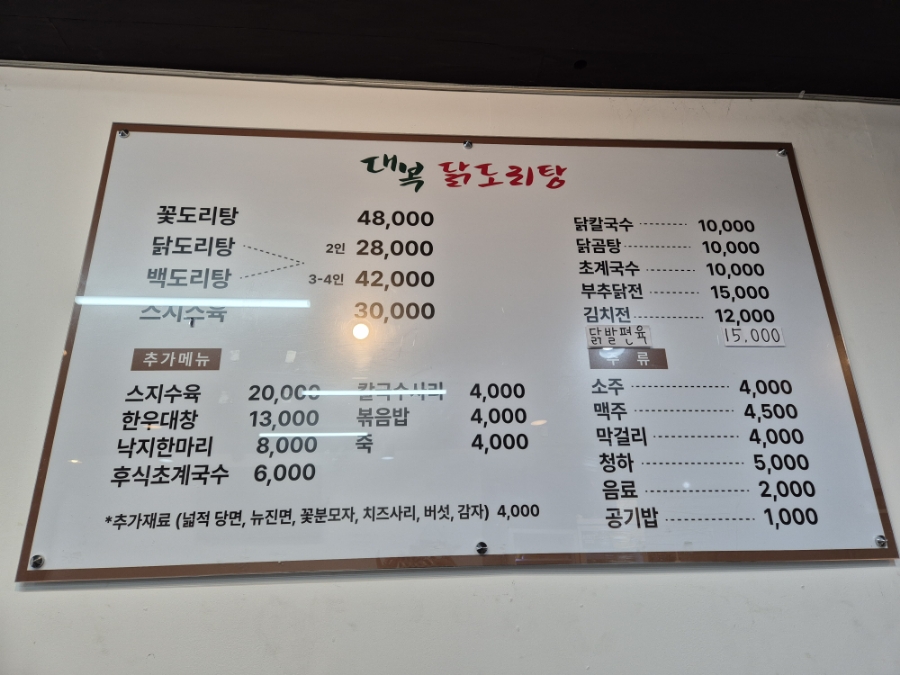 대복 닭도리탕
꽃도리탕 48,000
닭도리탕 2인 28,000
백도리탕 3-4인 42,000
스지수육 30,000
추가메뉴
스지수육 20,000 칼국수사리 4,000
한우대창 13,000 볶음밥 4,000
낙지한마리 8,000 죽 4,000
후식초계국수 6,000
*추가재료 (넓적 당면, 뉴진면, 꽃분모자, 치즈사리, 버섯, 감자) 4,000
닭칼국수 10,000
닭곰탕 10,000
초계국수 10,000
부추닭전 15,000
김치전 12,000
닭발편육 15.000
주 류
소주 4,000
맥주 4,500
막걸리 4,000
청하 5,000
음료 2,000
공기밥 1,000